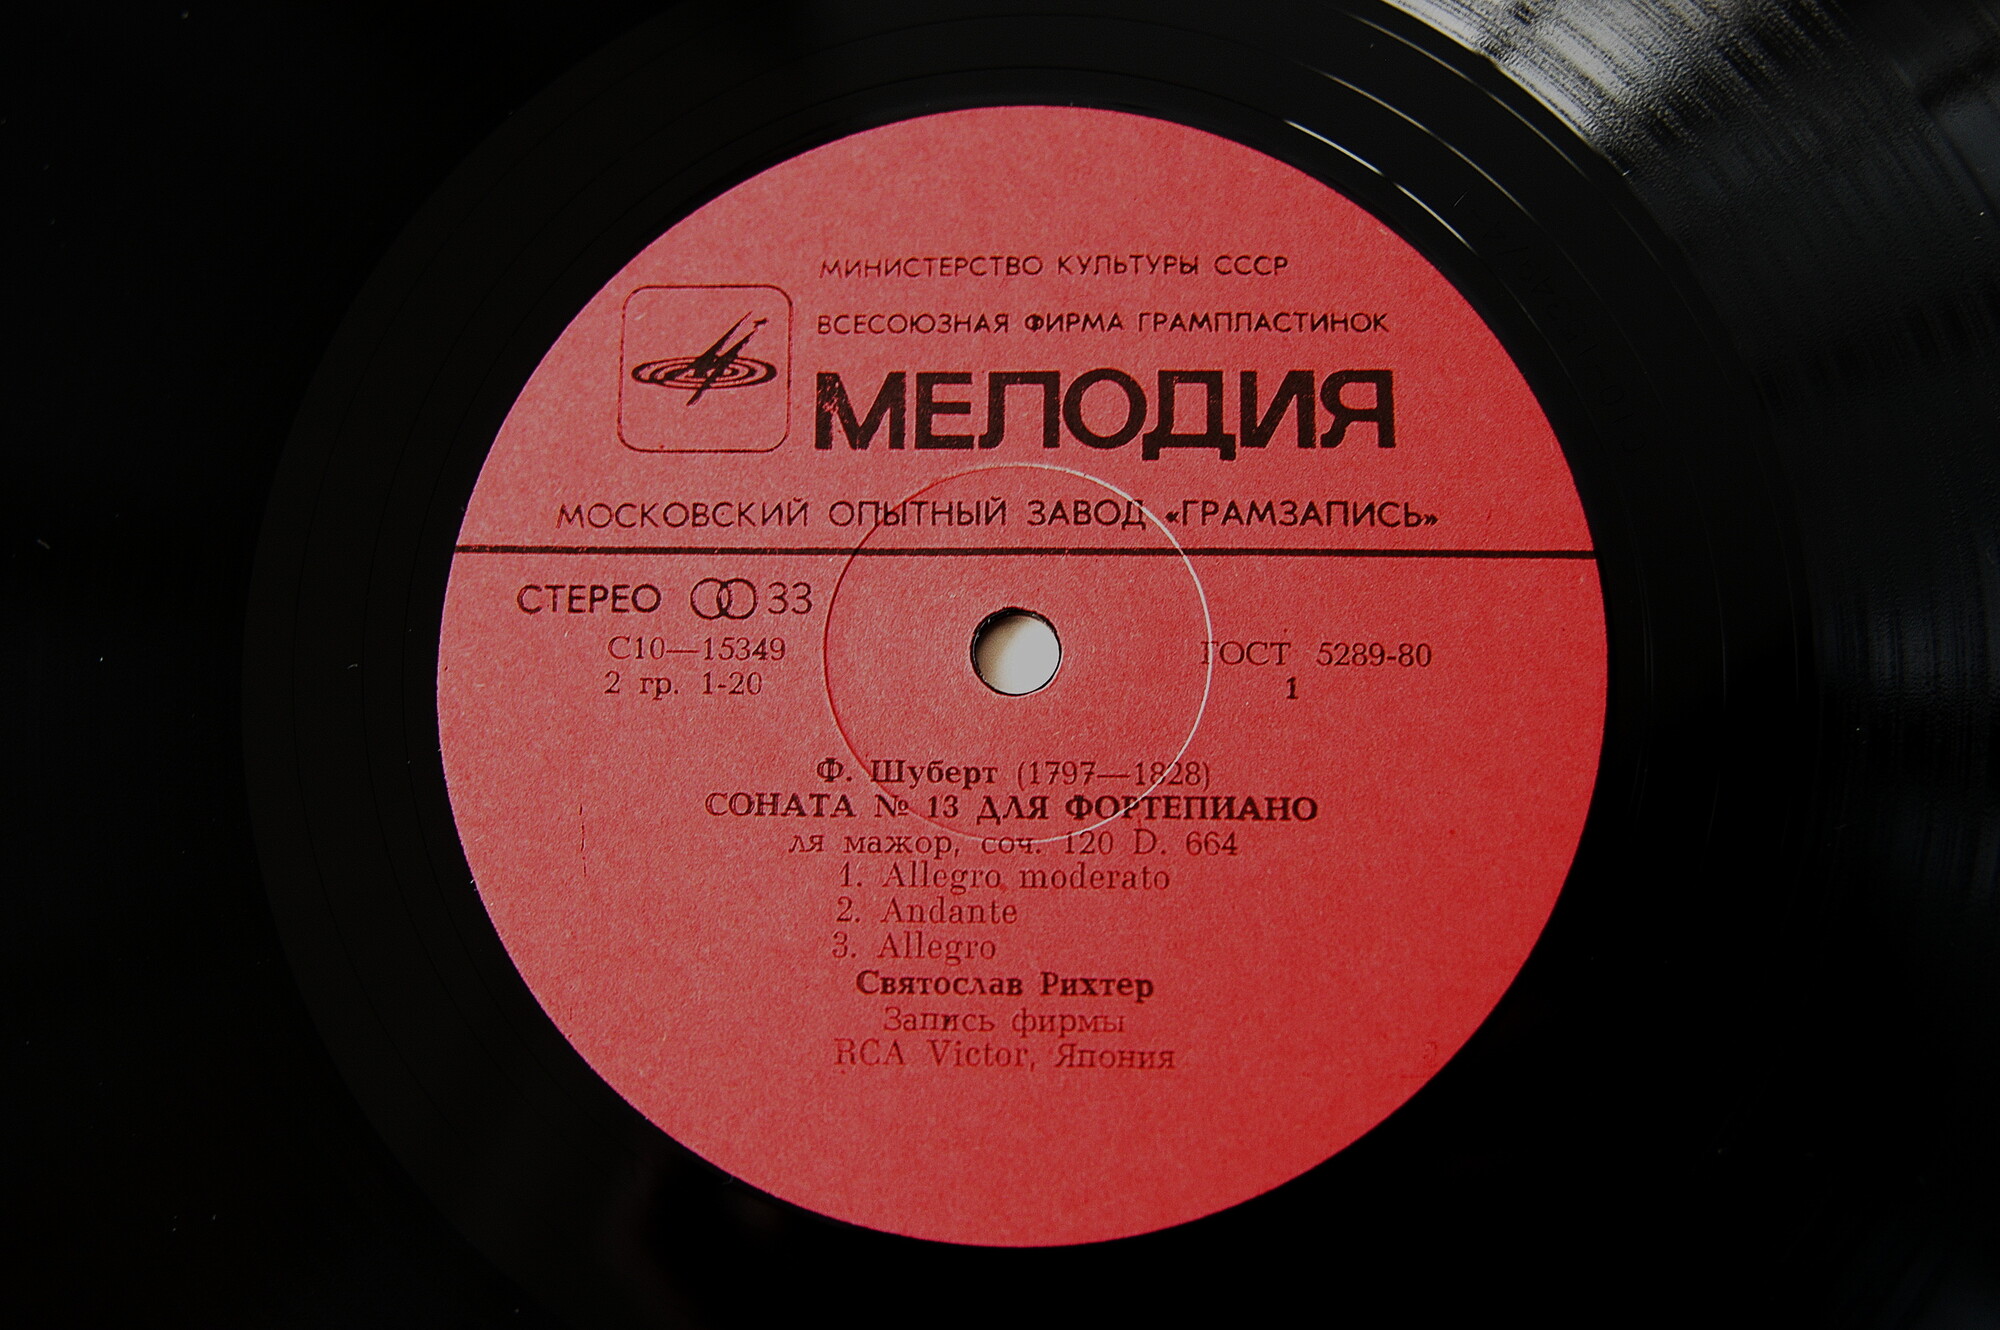 МИНИСТЕРСТВО КУЛЬТУРЫ СССР
ВСЕСОЮЗНАЯ ФИРМА ГРАМПЛАСТИНОК
МЕЛОДИЯ
МОСКОВСКИЙ ОПЫТНЫЙ ЗАВОД «ГРАМЗАПИСЬ»
СТЕРЕО 33
С10—15349
2 гр. 1-20
ГОСТ 5289-80
1
Ф. Шуберт (1797—1828)
СОНАТА № 13 ДЛЯ ФОРТЕПИАНО
ля мажор, соч. 120 D. 664
1. Allegro moderato
2. Andante
3. Allegro
Святослав Рихтер
Запись фирмы
RCA Victor, Япония